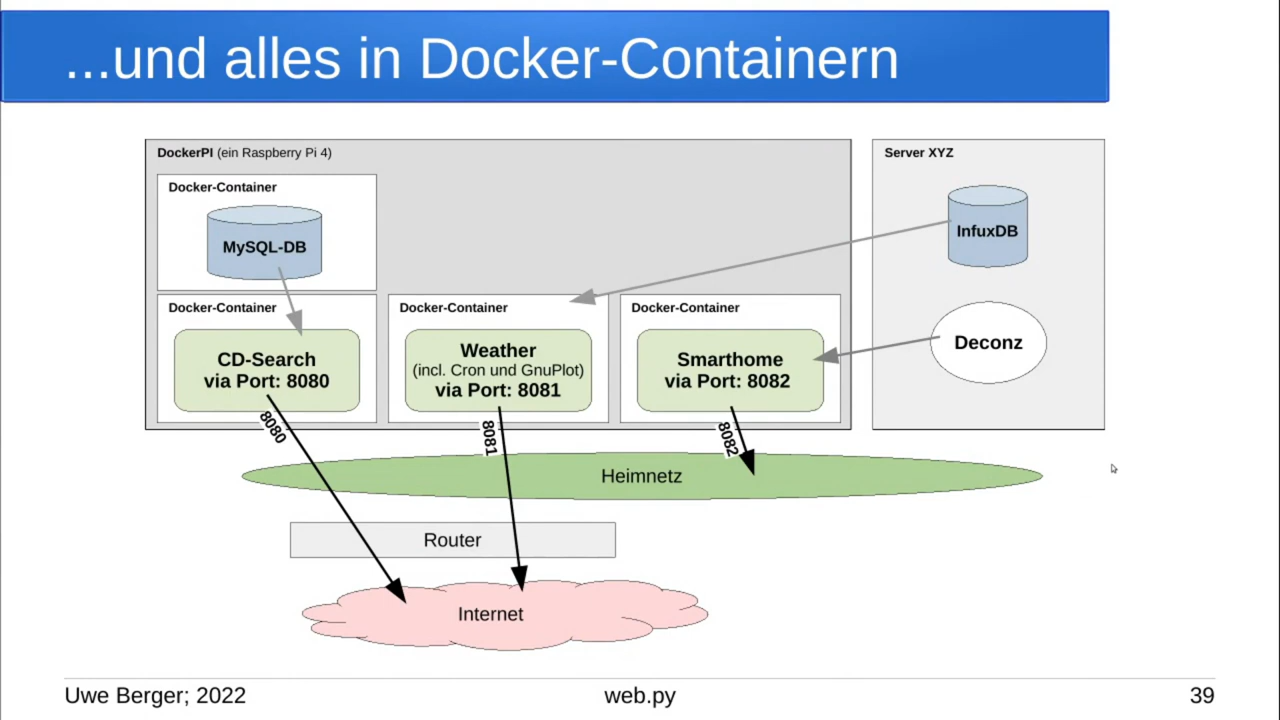 ...und alles in Docker-Containern
DockerPI (ein Raspberry Pi 4)
Docker-Container
MySQL-DB
Docker-Container
CD-Search
via Port: 8080
Docker-Container
Weather
(incl. Cron und GnuPlot)
via Port: 8081
Docker-Container
Smarthome
via Port: 8082
Server XYZ
InfuxDB
Deconz
8080
8081
8082
Heimnetz
Router
Internet
Uwe Berger; 2022
web.py
39